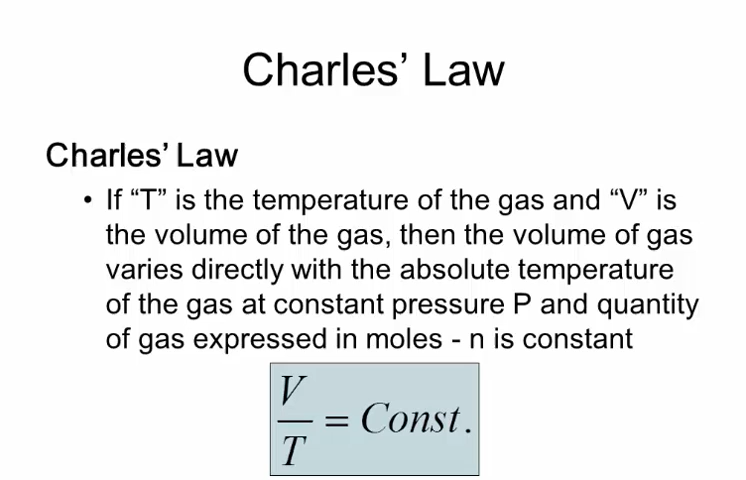 Charles’ Law
Charles’ Law
• If “T” is the temperature of the gas and “V” is
the volume of the gas, then the volume of gas
varies directly with the absolute temperature
of the gas at constant pressure P and quantity
of gas expressed in moles - n is constant
V
— = Const.
T